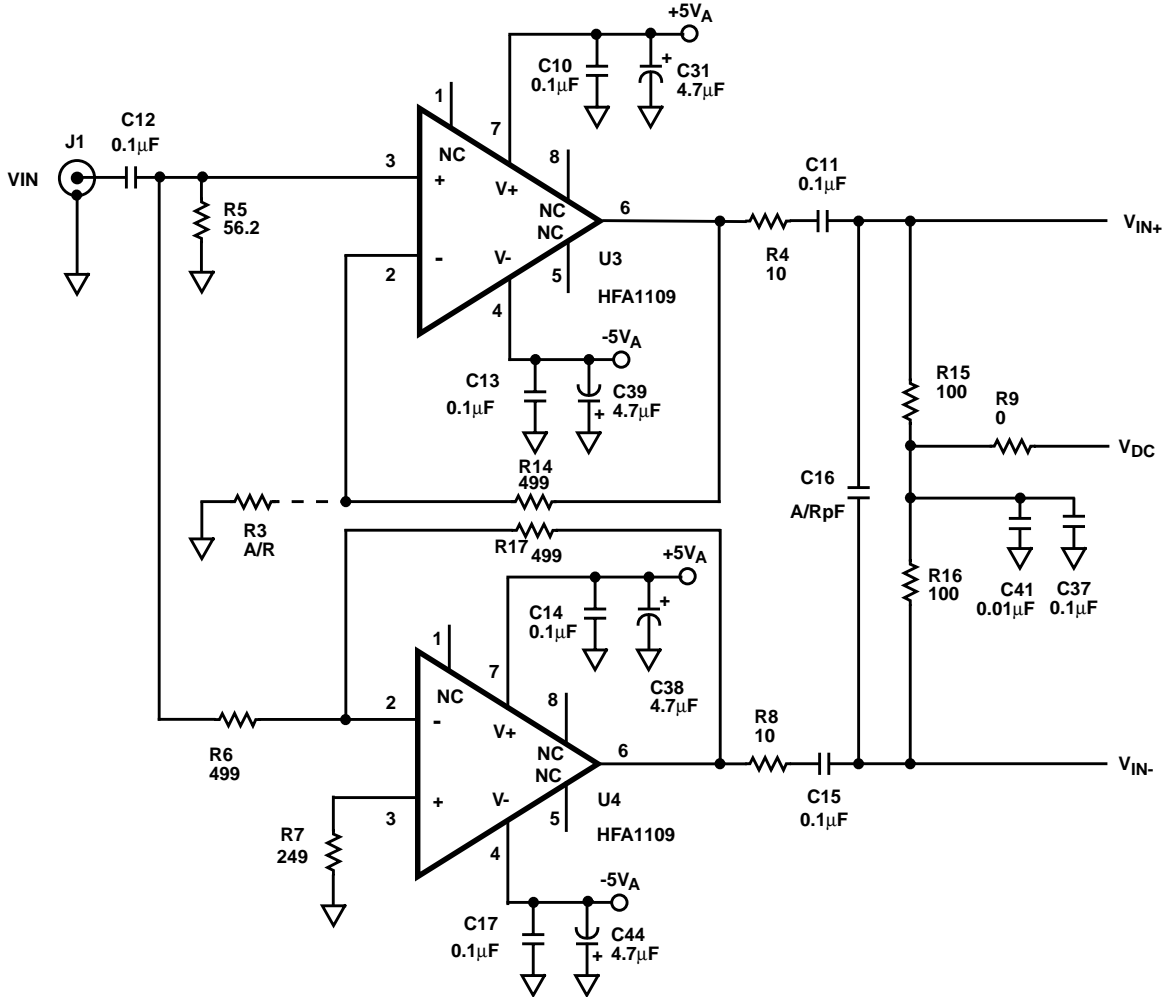 +5VA
C10
0.1µF
+
C31
4.7µF
1
7
C12
0.1µF
J1
VIN
NC
8
3
+
V+
C11
0.1µF
R5
56.2
NC
6
NC
VIN+
R4
10
2
-
V-
5
U3
HFA1109
4
-5VA
C13
0.1µF
C39
+ 4.7µF
R15
100
R9
0
VDC
R14
499
C16
A/RpF
R3
A/R
R17
499
+5VA
C14
0.1µF
+
C38
4.7µF
R16
100
C41
0.01µF
C37
0.1µF
1
7
NC
8
2
-
V+
R8
10
R6
499
NC
6
NC
VIN-
+
3
V-
5
U4
HFA1109
C15
0.1µF
R7
249
4
-5VA
C17
0.1µF
C44
+ 4.7µF